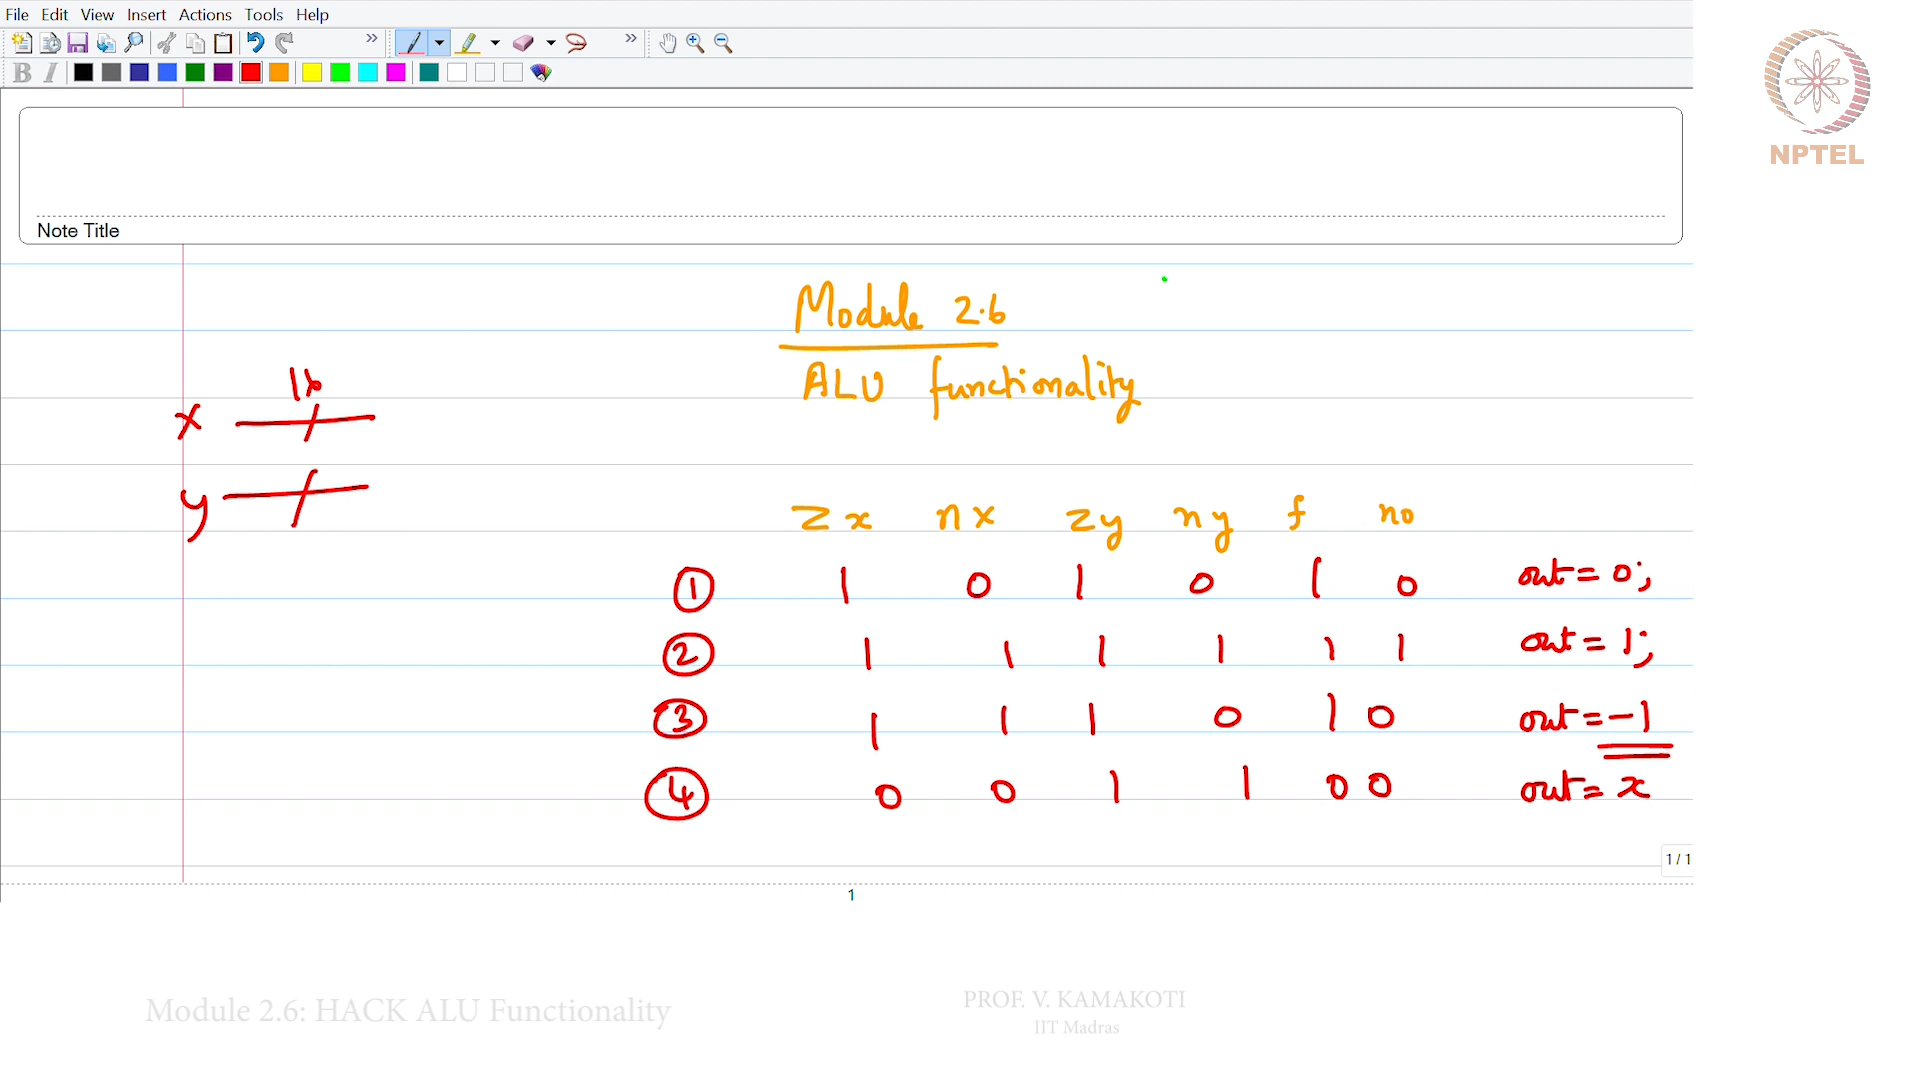 File Edit View Insert Actions Tools Help
B I
NPTEL
Note Title
Module 2.6
ALU functionality
16
x
y
zx nx zy ny f no
1 1 0 1 0 1 0 out = 0;
2 1 1 1 1 1 1 out = 1;
3 1 1 1 0 1 0 out = -1
4 0 0 1 1 0 0 out = x
1 / 1
1
Module 2.6: HACK ALU Functionality
PROF. V. KAMAKOTI
IIT Madras